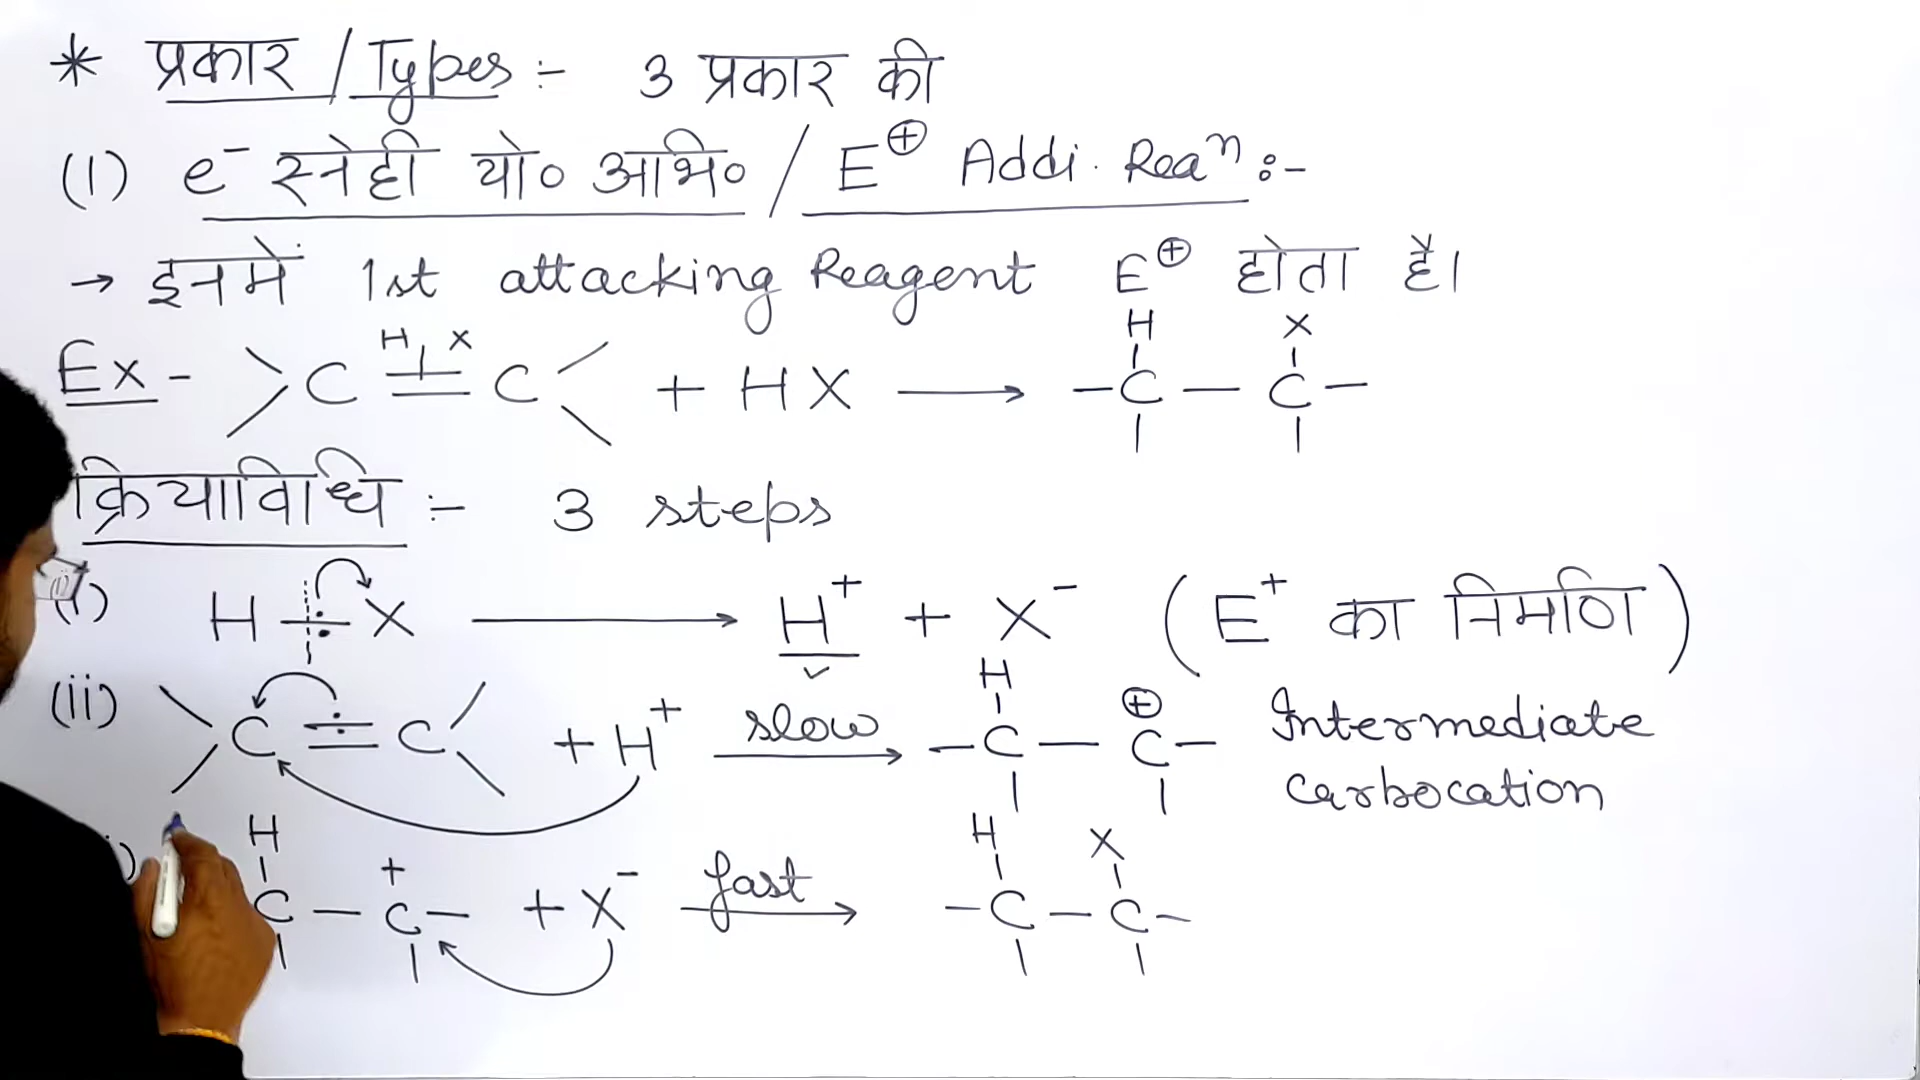 * प्रकार / Types :- 3 प्रकार की
(1) e⁻ स्नेही यो० अभि० / E⊕ Addi. Reaⁿ :-
→ इनमें 1st attacking Reagent E⊕ होता है।
H X H X
Ex - >C = C< + HX ⟶ -C-C-
क्रियाविधि :- 3 steps
(i) H ÷ X ⟶ H⁺ + X⁻ (E⁺ का निर्माण)
H ⊕
(ii) >C = C< + H⁺ slow ⟶ -C-C- Intermediate
carbocation
H + H X
C-C- + X⁻ fast ⟶ -C-C-